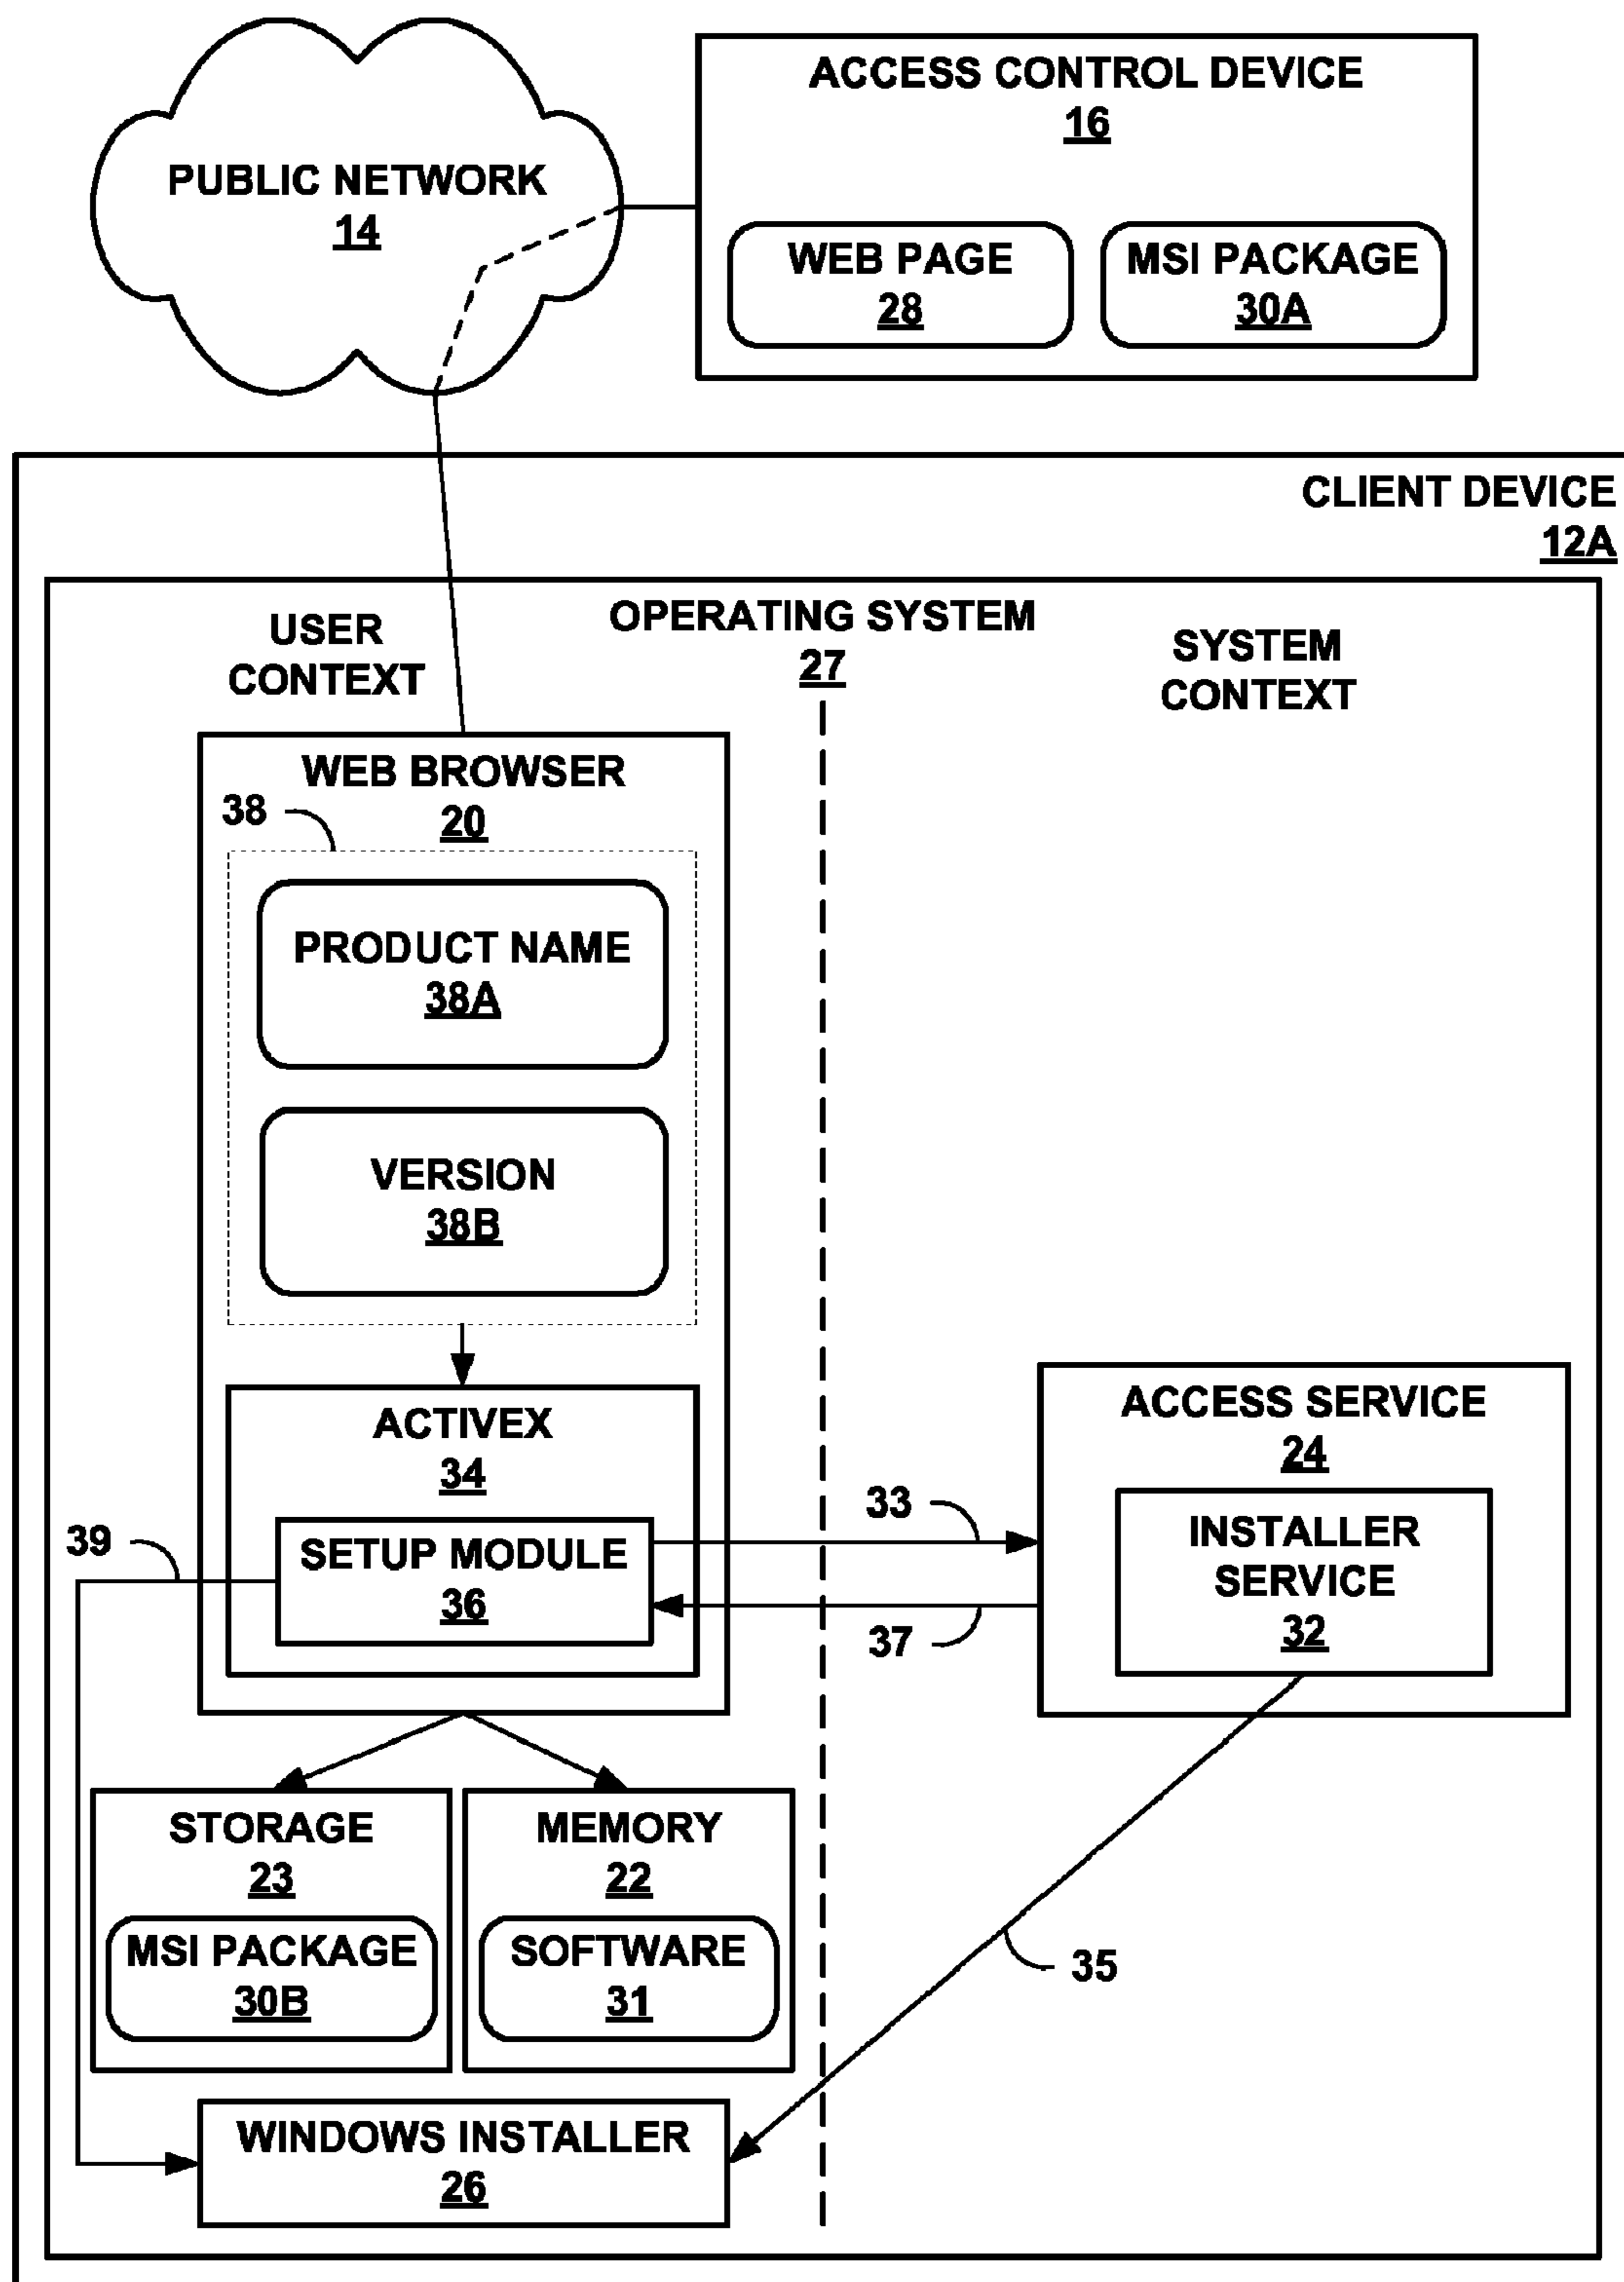 PUBLIC NETWORK
14
ACCESS CONTROL DEVICE
16
WEB PAGE
28
MSI PACKAGE
30A
CLIENT DEVICE
12A
USER
CONTEXT
OPERATING SYSTEM
27
SYSTEM
CONTEXT
WEB BROWSER
20
38
PRODUCT NAME
38A
VERSION
38B
ACTIVEX
34
SETUP MODULE
36
39
33
37
ACCESS SERVICE
24
INSTALLER
SERVICE
32
STORAGE
23
MSI PACKAGE
30B
MEMORY
22
SOFTWARE
31
35
WINDOWS INSTALLER
26